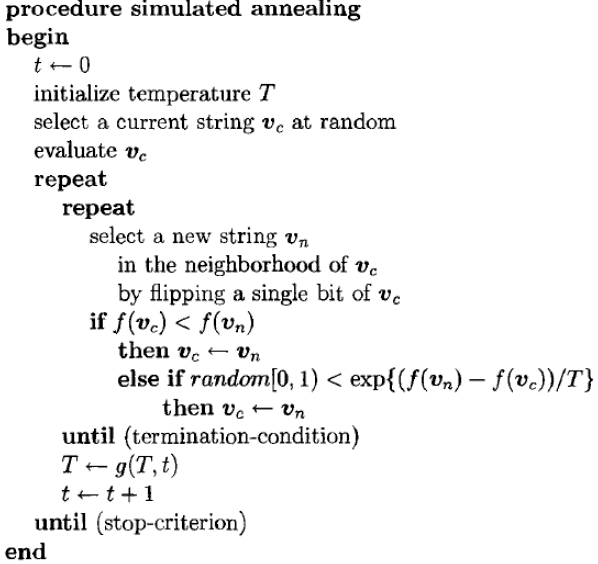 procedure simulated annealing
begin
t ← 0
initialize temperature T
select a current string v_c at random
evaluate v_c
repeat
repeat
select a new string v_n
in the neighborhood of v_c
by flipping a single bit of v_c
if f(v_c) < f(v_n)
then v_c ← v_n
else if random[0, 1) < exp{(f(v_n) − f(v_c))/T}
then v_c ← v_n
until (termination-condition)
T ← g(T, t)
t ← t + 1
until (stop-criterion)
end